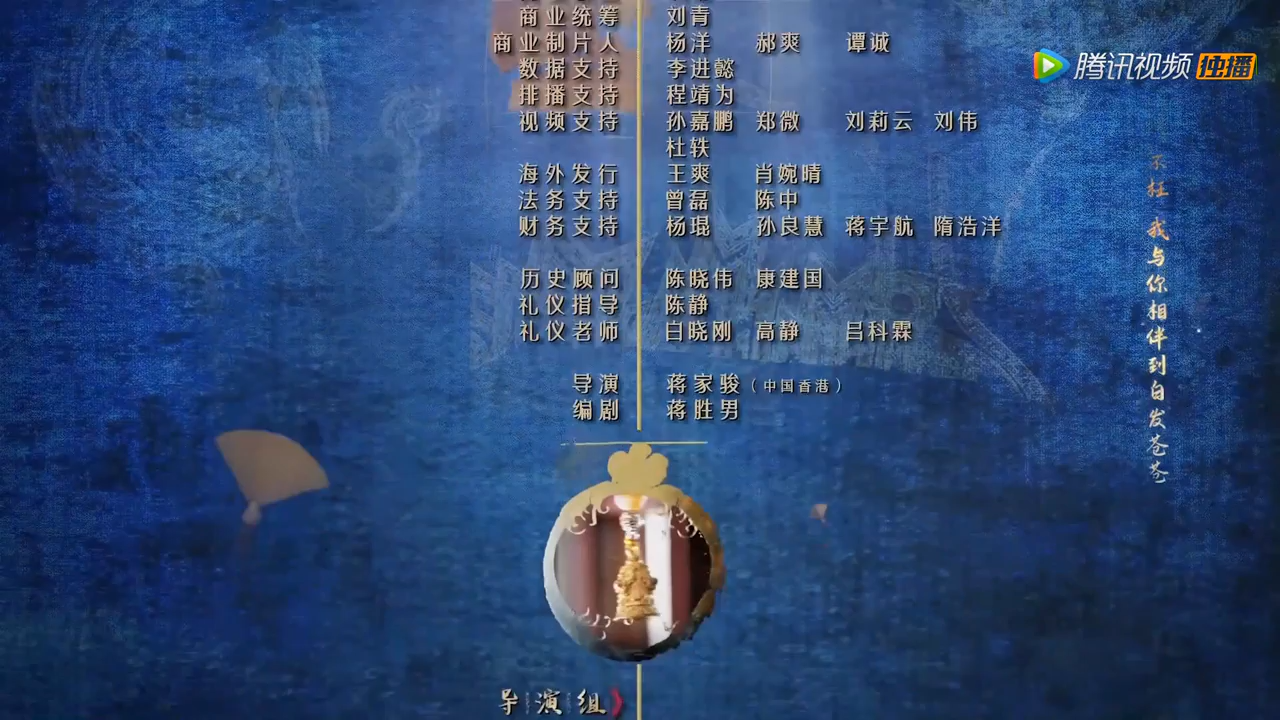 商业统筹 刘青
商业制片人 杨洋 郝爽 谭诚
数据支持 李进懿
排播支持 程靖为
视频支持 孙嘉鹏 郑微 刘莉云 刘伟
杜轶
海外发行 王爽 肖婉晴
法务支持 曾磊 陈中
财务支持 杨琨 孙良慧 蒋宇航 隋浩洋
历史顾问 陈晓伟 康建国
礼仪指导 陈静
礼仪老师 白晓刚 高静 吕科霖
导演 蒋家骏（中国香港）
编剧 蒋胜男
导演组
腾讯视频 独播
不枉 我与你相伴到白发苍苍